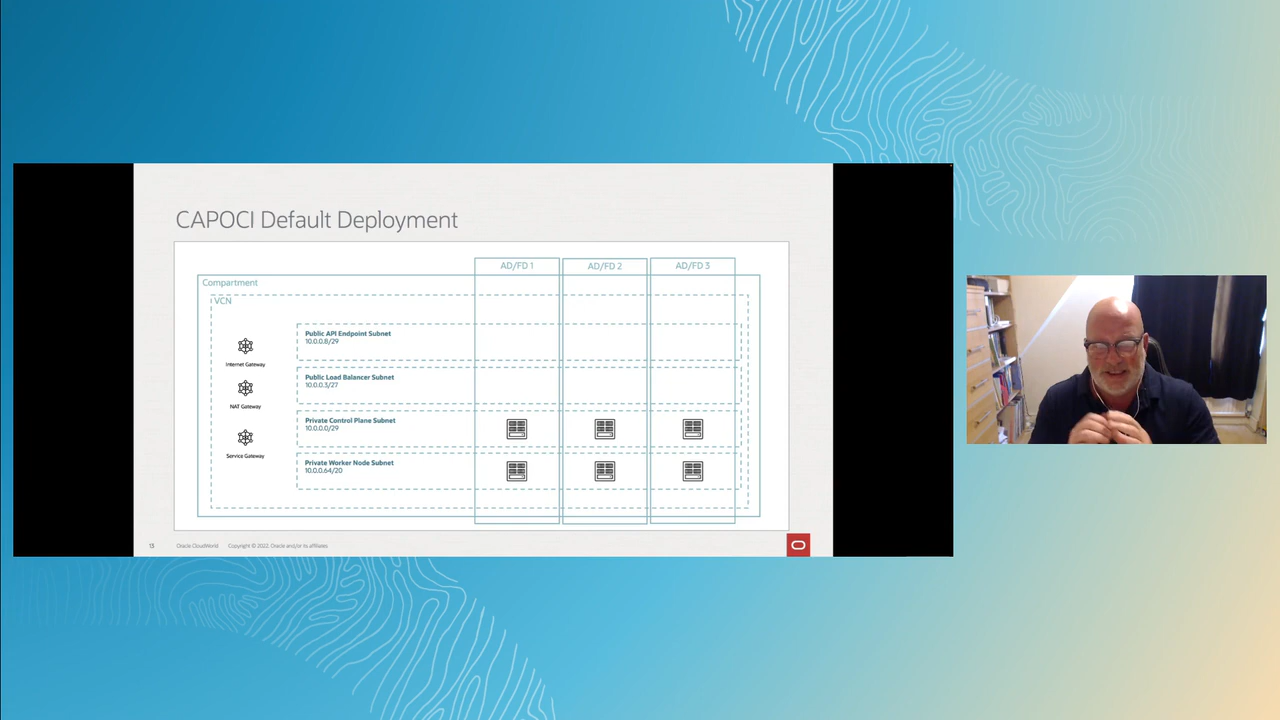 CAPOCI Default Deployment
AD/FD 1
AD/FD 2
AD/FD 3
Compartment
VCN
Public API Endpoint Subnet
10.0.0.8/29
Internet Gateway
Public Load Balancer Subnet
10.0.0.3/27
NAT Gateway
Private Control Plane Subnet
10.0.0.0/29
Service Gateway
Private Worker Node Subnet
10.0.0.64/20
13
Oracle CloudWorld
Copyright © 2022, Oracle and/or its affiliates